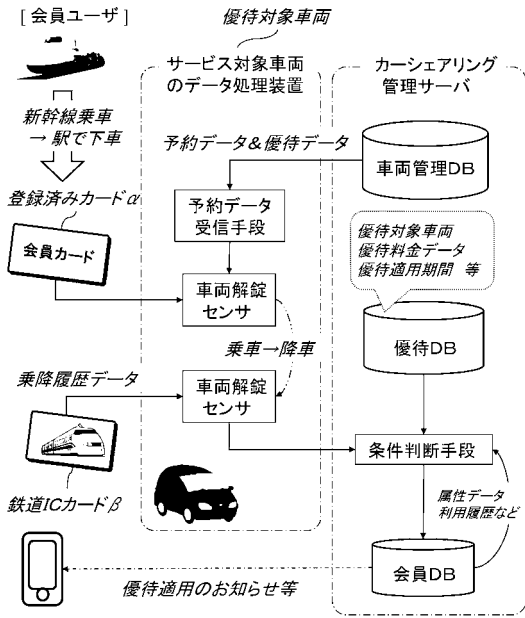 [ 会員ユーザ ]
優待対象車両
サービス対象車両
のデータ処理装置
カーシェアリング
管理サーバ
新幹線乗車
→ 駅で下車
予約データ&優待データ
車両管理DB
登録済みカードα
予約データ
受信手段
会員カード
優待対象車両
優待料金データ
優待適用期間 等
車両解錠
センサ
優待DB
乗車→降車
乗降履歴データ
車両解錠
センサ
条件判断手段
鉄道ICカードβ
属性データ
利用履歴など
会員DB
優待適用のお知らせ等